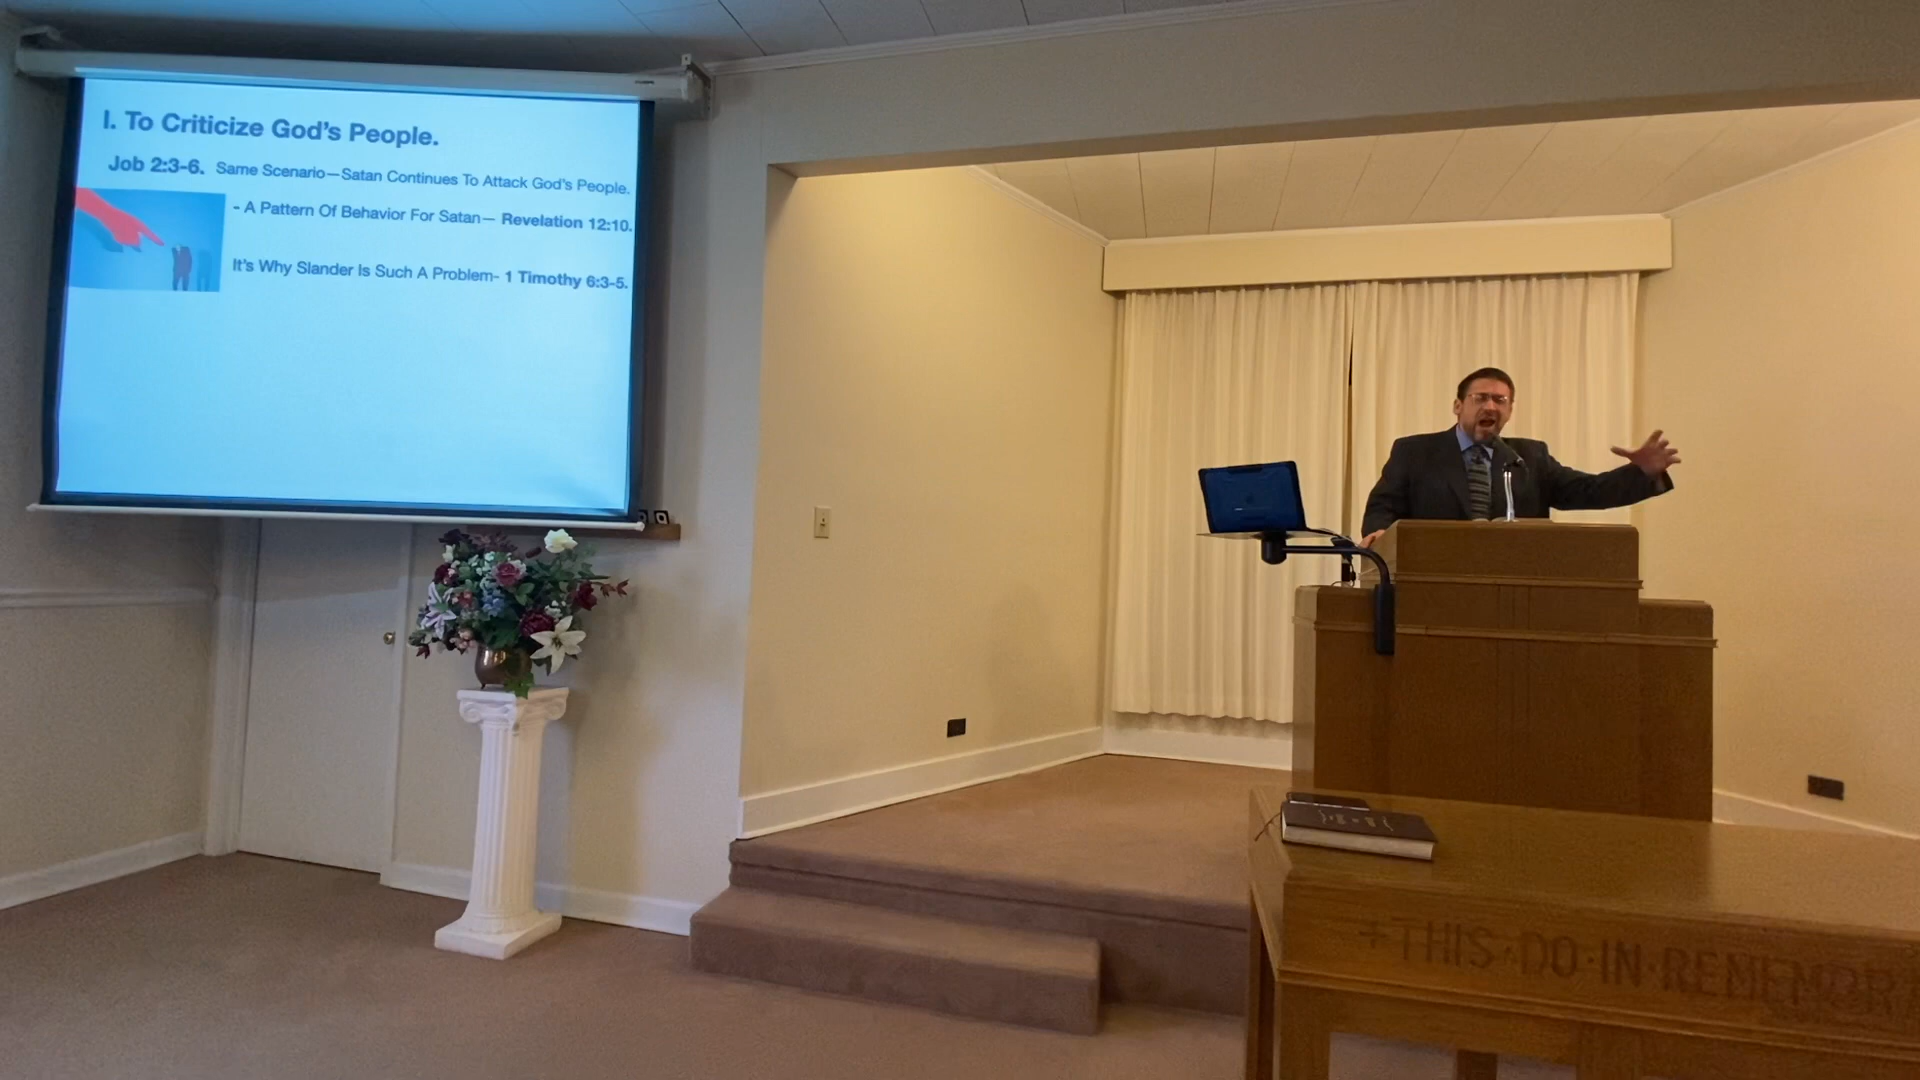 I. To Criticize God's People.
Job 2:3-6. Same Scenario—Satan Continues To Attack God's People.
- A Pattern Of Behavior For Satan— Revelation 12:10.
It's Why Slander Is Such A Problem- 1 Timothy 6:3-5.
THIS·DO·IN·REMEMBR